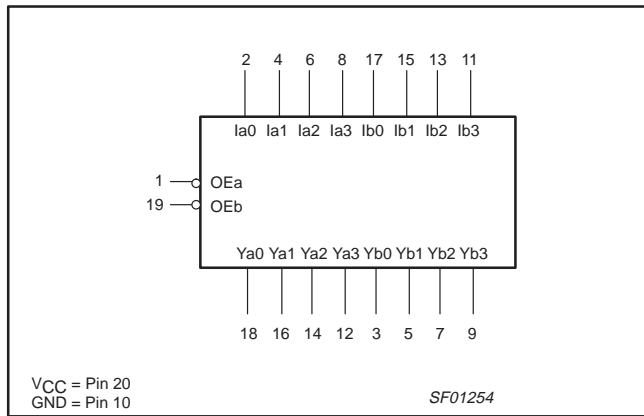 2 4 6 8 17 15 13 11
Ia0 Ia1 Ia2 Ia3 Ib0 Ib1 Ib2 Ib3
1 OEa
19 OEb
Ya0 Ya1 Ya2 Ya3 Yb0 Yb1 Yb2 Yb3
18 16 14 12 3 5 7 9
VCC = Pin 20
GND = Pin 10
SF01254